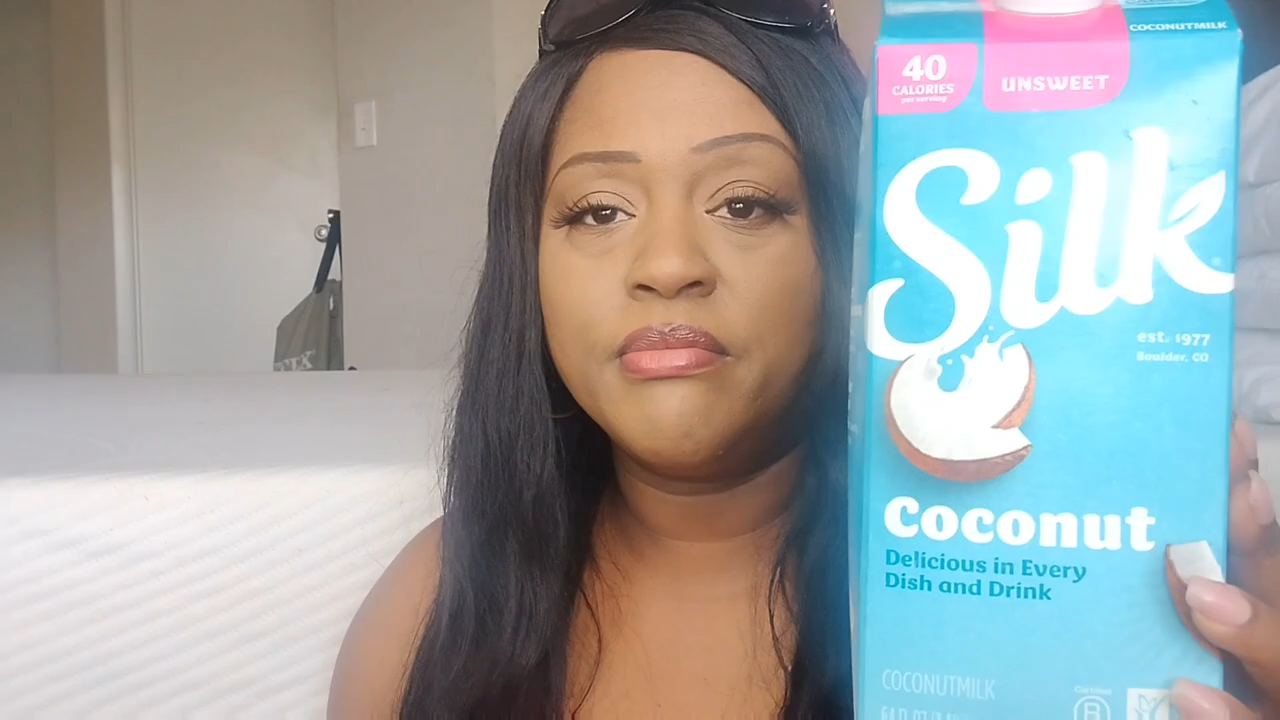 COCONUTMILK
40
CALORIES
per serving
UNSWEET
Silk
est. 1977
Boulder, CO
Coconut
Delicious in Every
Dish and Drink
COCONUTMILK
Certified
B